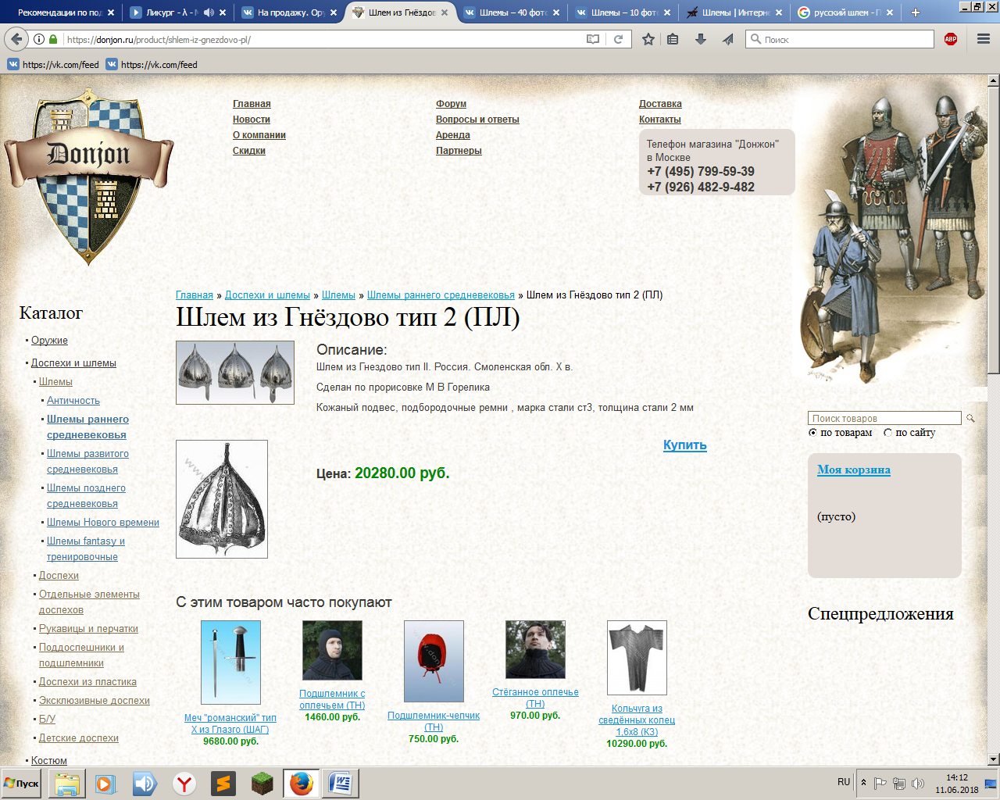 Рекомендации по под
Ликург - λ - М
На продажу. Ору
Шлем из Гнёздов
Шлемы – 40 фото
Шлемы – 10 фото
Шлемы | Интерне
русский шлем - П
https://donjon.ru/product/shlem-iz-gnezdovo-pl/
Поиск
ABP
https://vk.com/feed
https://vk.com/feed
Donjon
Главная
Новости
О компании
Скидки
Форум
Вопросы и ответы
Аренда
Партнеры
Доставка
Контакты
Телефон магазина "Донжон"
в Москве
+7 (495) 799-59-39
+7 (926) 482-9-482
Каталог
Оружие
Доспехи и шлемы
Шлемы
Античность
Шлемы раннего
средневековья
Шлемы развитого
средневековья
Шлемы позднего
средневековья
Шлемы Нового времени
Шлемы fantasy и
тренировочные
Доспехи
Отдельные элементы
доспехов
Рукавицы и перчатки
Поддоспешники и
подшлемники
Доспехи из пластика
Эксклюзивные доспехи
Б/У
Детские доспехи
Костюм
Главная » Доспехи и шлемы » Шлемы » Шлемы раннего средневековья » Шлем из Гнёздово тип 2 (ПЛ)
Шлем из Гнёздово тип 2 (ПЛ)
Описание:
Шлем из Гнездово тип II. Россия. Смоленская обл. X в.
Сделан по прорисовке М В Горелика
Кожаный подвес, подбородочные ремни , марка стали ст3, толщина стали 2 мм
Купить
Цена: 20280.00 руб.
С этим товаром часто покупают
Меч "романский" тип
X из Глазго (ШАГ)
9680.00 руб.
Подшлемник с
оплечьем (ТН)
1460.00 руб.
Подшлемник-чепчик
(ТН)
750.00 руб.
Стёганное оплечье
(ТН)
970.00 руб.
Кольчуга из
сведённых колец
1,6x8 (КЗ)
10290.00 руб.
Поиск товаров
по товарам по сайту
Моя корзина
(пусто)
Спецпредложения
Пуск
RU
14:12
11.06.2018